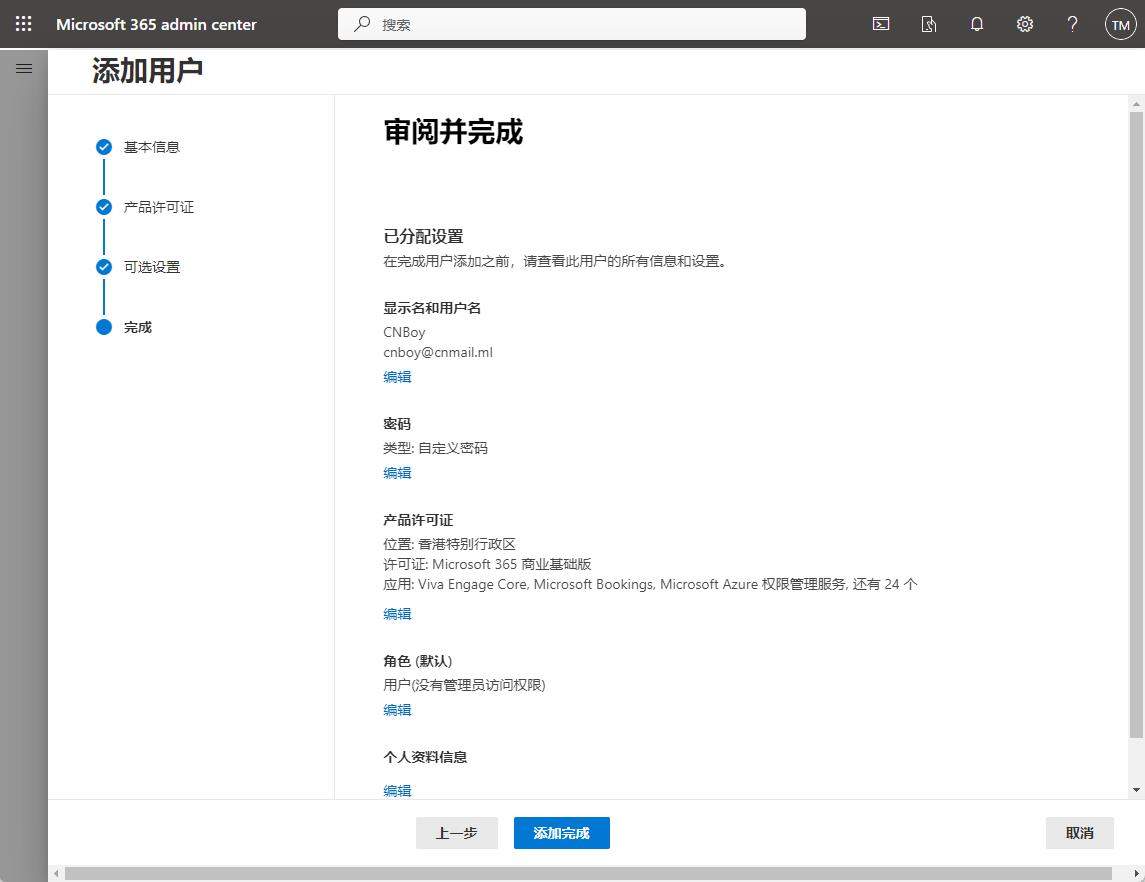 Microsoft 365 admin center
搜索
TM
添加用户
基本信息
产品许可证
可选设置
完成
审阅并完成
已分配设置
在完成用户添加之前，请查看此用户的所有信息和设置。
显示名和用户名
CNBoy
cnboy@cnmail.ml
编辑
密码
类型: 自定义密码
编辑
产品许可证
位置: 香港特别行政区
许可证: Microsoft 365 商业基础版
应用: Viva Engage Core, Microsoft Bookings, Microsoft Azure 权限管理服务, 还有 24 个
编辑
角色 (默认)
用户(没有管理员访问权限)
编辑
个人资料信息
编辑
上一步
添加完成
取消